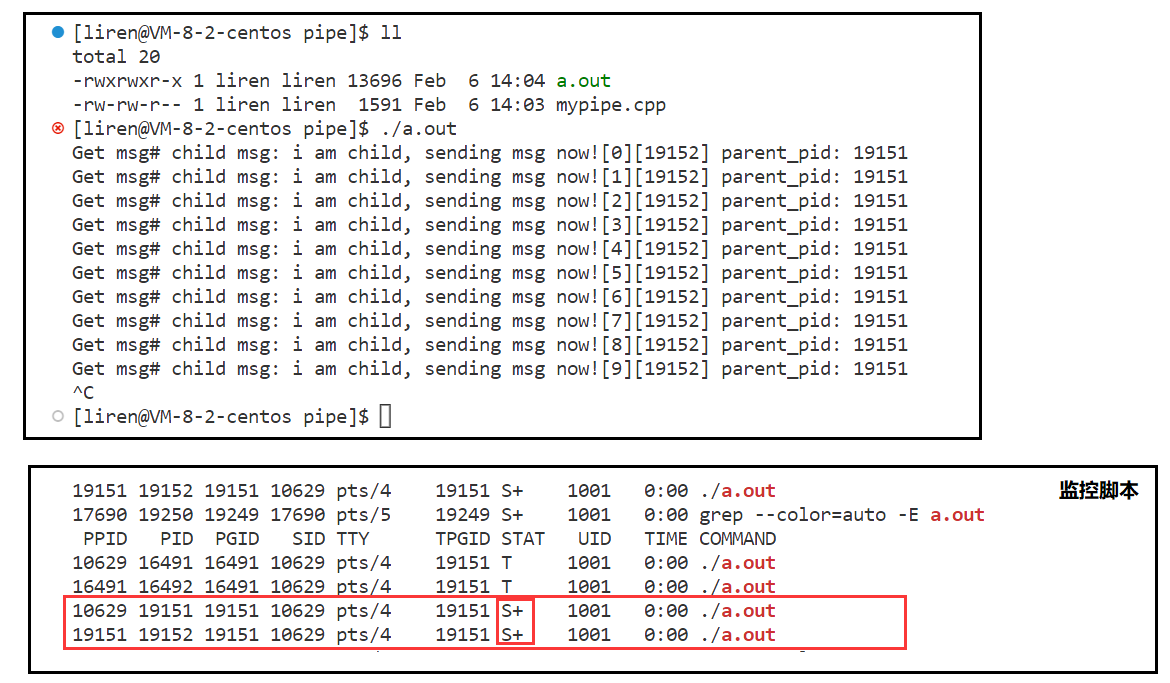 [liren@VM-8-2-centos pipe]$ ll
total 20
-rwxrwxr-x 1 liren liren 13696 Feb  6 14:04 a.out
-rw-rw-r-- 1 liren liren  1591 Feb  6 14:03 mypipe.cpp
[liren@VM-8-2-centos pipe]$ ./a.out
Get msg# child msg: i am child, sending msg now![0][19152] parent_pid: 19151
Get msg# child msg: i am child, sending msg now![1][19152] parent_pid: 19151
Get msg# child msg: i am child, sending msg now![2][19152] parent_pid: 19151
Get msg# child msg: i am child, sending msg now![3][19152] parent_pid: 19151
Get msg# child msg: i am child, sending msg now![4][19152] parent_pid: 19151
Get msg# child msg: i am child, sending msg now![5][19152] parent_pid: 19151
Get msg# child msg: i am child, sending msg now![6][19152] parent_pid: 19151
Get msg# child msg: i am child, sending msg now![7][19152] parent_pid: 19151
Get msg# child msg: i am child, sending msg now![8][19152] parent_pid: 19151
Get msg# child msg: i am child, sending msg now![9][19152] parent_pid: 19151
^C
[liren@VM-8-2-centos pipe]$
19151 19152 19151 10629 pts/4    19151 S+    1001   0:00 ./a.out
监控脚本
17690 19250 19249 17690 pts/5    19249 S+    1001   0:00 grep --color=auto -E a.out
 PPID   PID  PGID   SID TTY      TPGID STAT   UID   TIME COMMAND
10629 16491 16491 10629 pts/4    19151 T     1001   0:00 ./a.out
16491 16492 16491 10629 pts/4    19151 T     1001   0:00 ./a.out
10629 19151 19151 10629 pts/4    19151 S+    1001   0:00 ./a.out
19151 19152 19151 10629 pts/4    19151 S+    1001   0:00 ./a.out